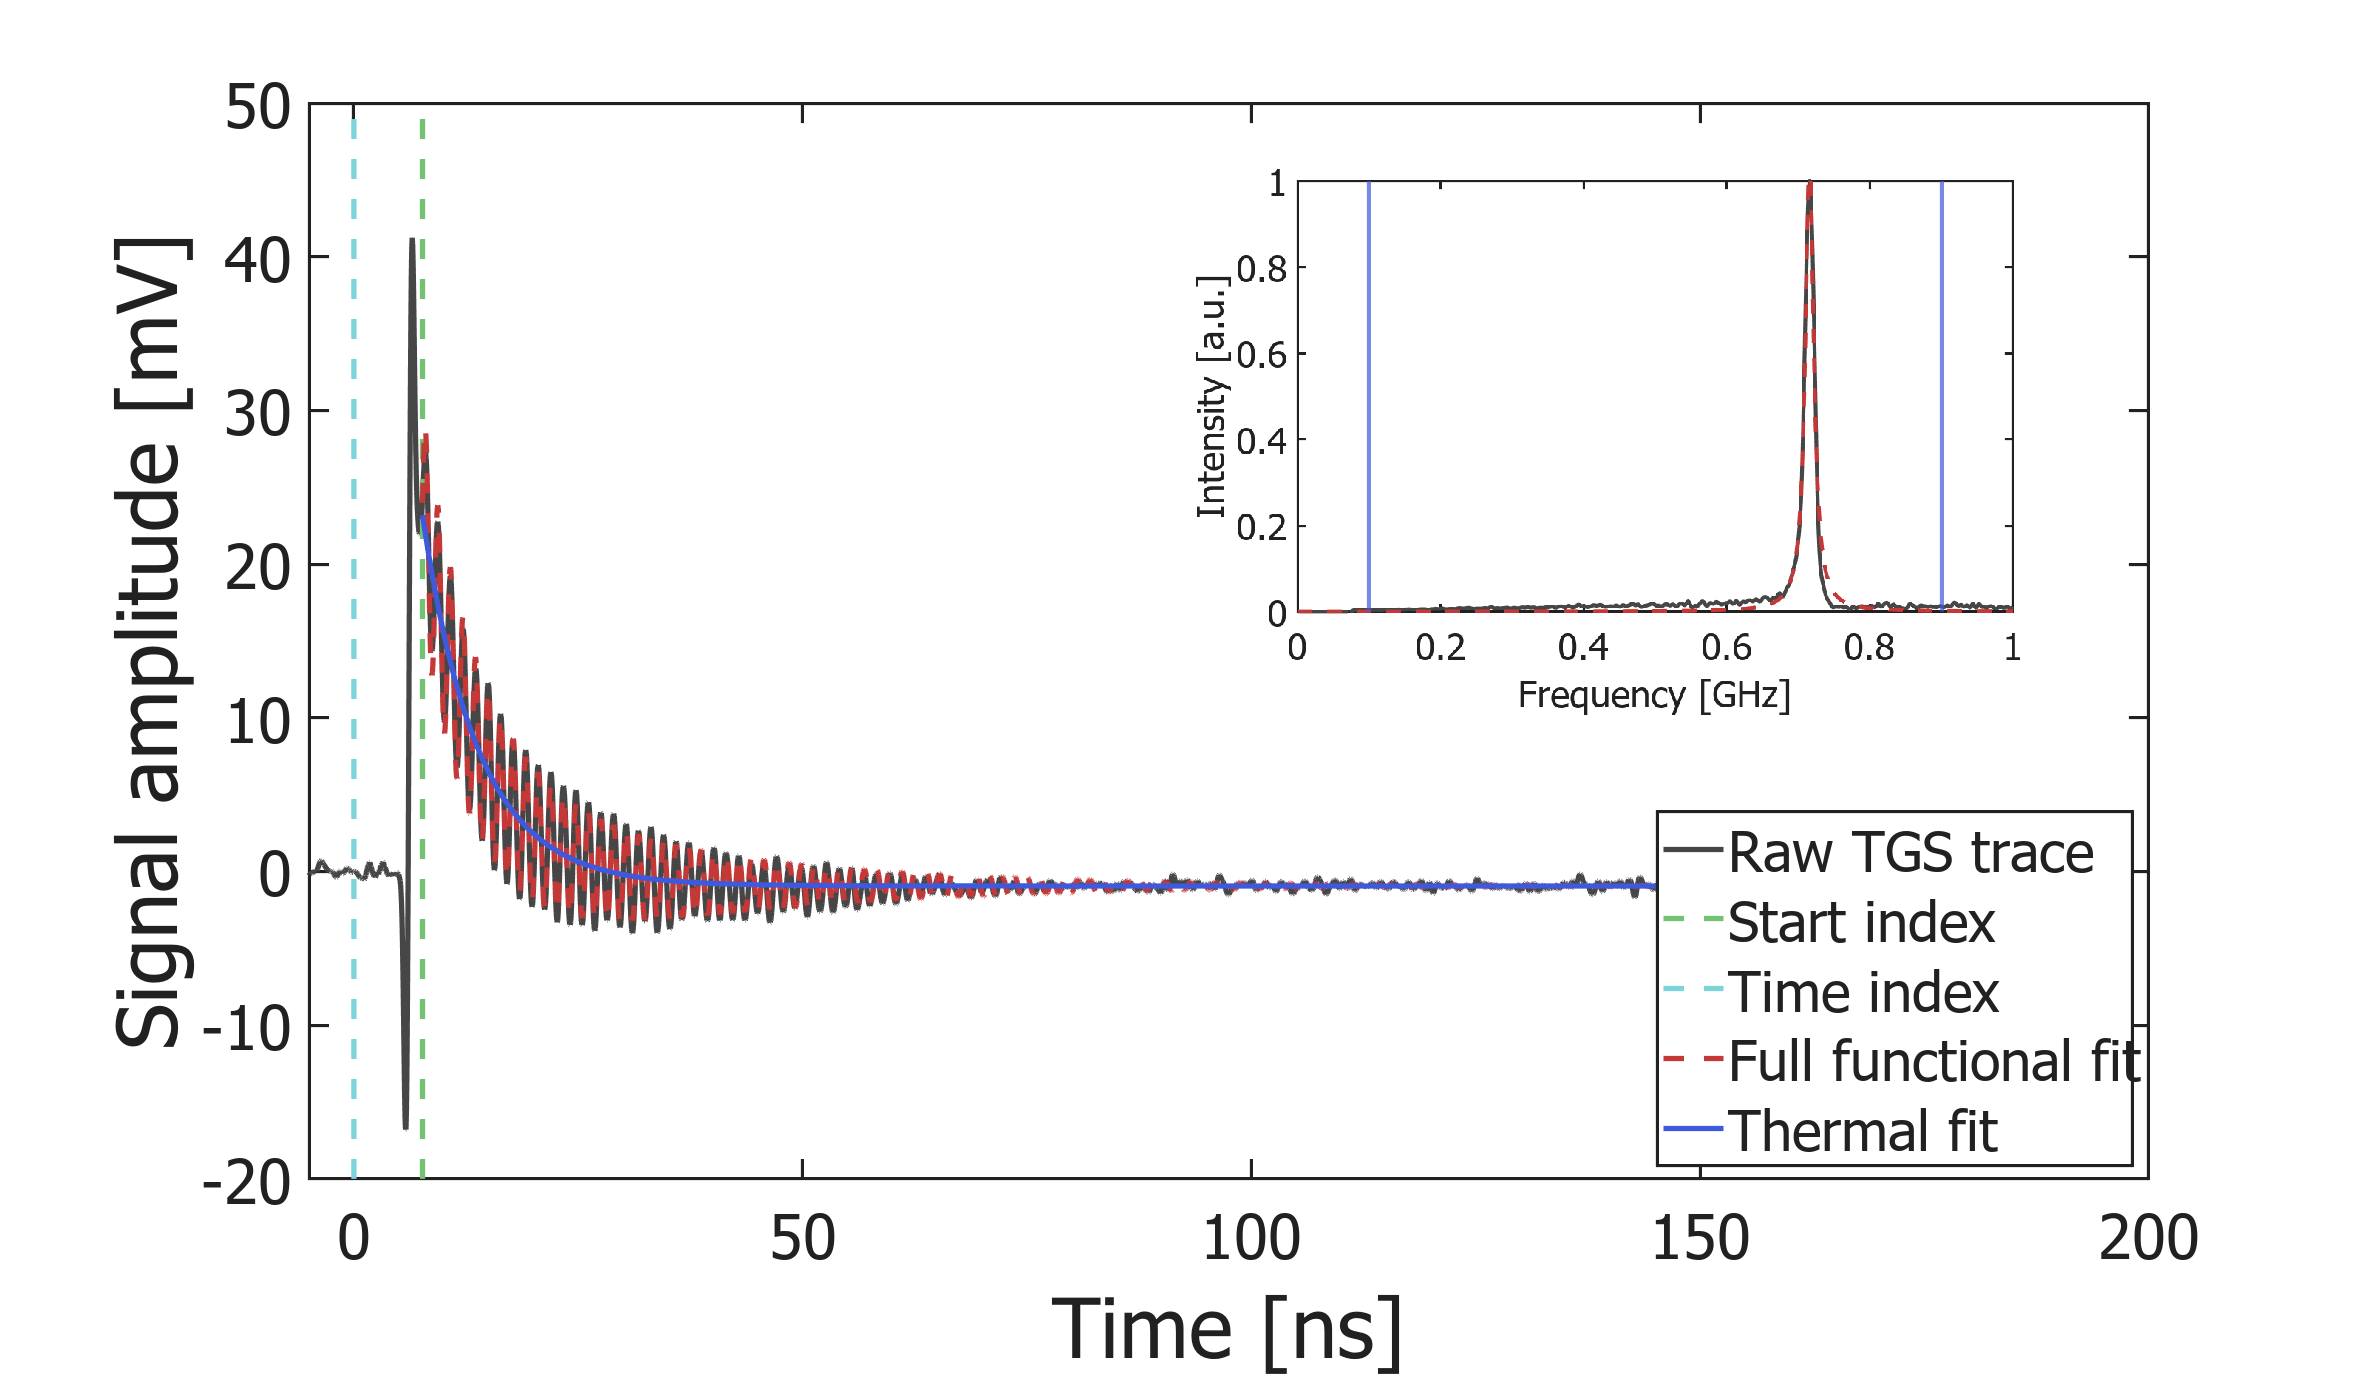 50
40
30
20
10
0
-10
-20
Signal amplitude [mV]
0
50
100
150
200
Time [ns]
1
0.8
0.6
0.4
0.2
0
Intensity [a.u.]
0
0.2
0.4
0.6
0.8
1
Frequency [GHz]
Raw TGS trace
Start index
Time index
Full functional fit
Thermal fit